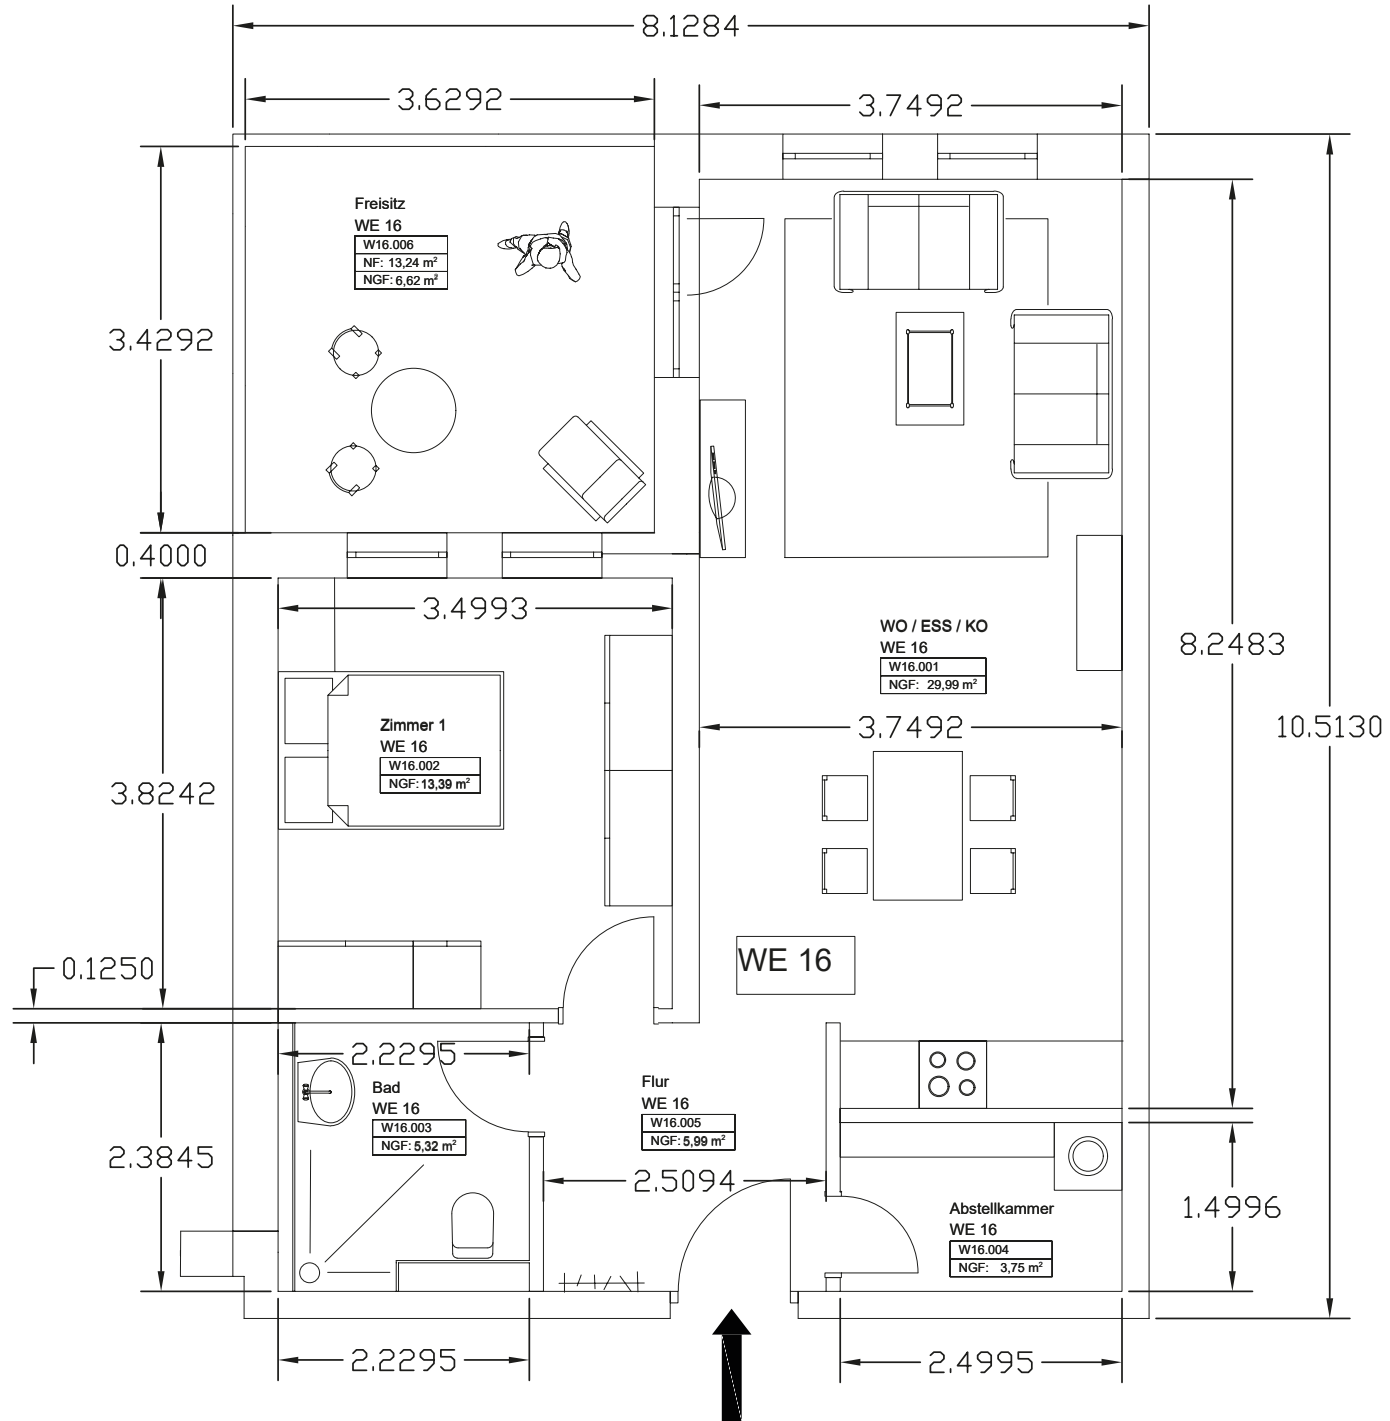 8.1284
3.6292
3.7492
Freisitz
WE 16
W16.006
NF: 13,24 m²
NGF: 6,62 m²
3.4292
0.4000
3.4993
WO / ESS / KO
WE 16
W16.001
NGF: 29,99 m²
8.2483
10.5130
3.7492
Zimmer 1
WE 16
W16.002
NGF: 13,39 m²
3.8242
WE 16
0.1250
2.2295
Bad
WE 16
W16.003
NGF: 5,32 m²
Flur
WE 16
W16.005
NGF: 5,99 m²
2.3845
2.5094
Abstellkammer
WE 16
W16.004
NGF: 3,75 m²
1.4996
2.2295
2.4995